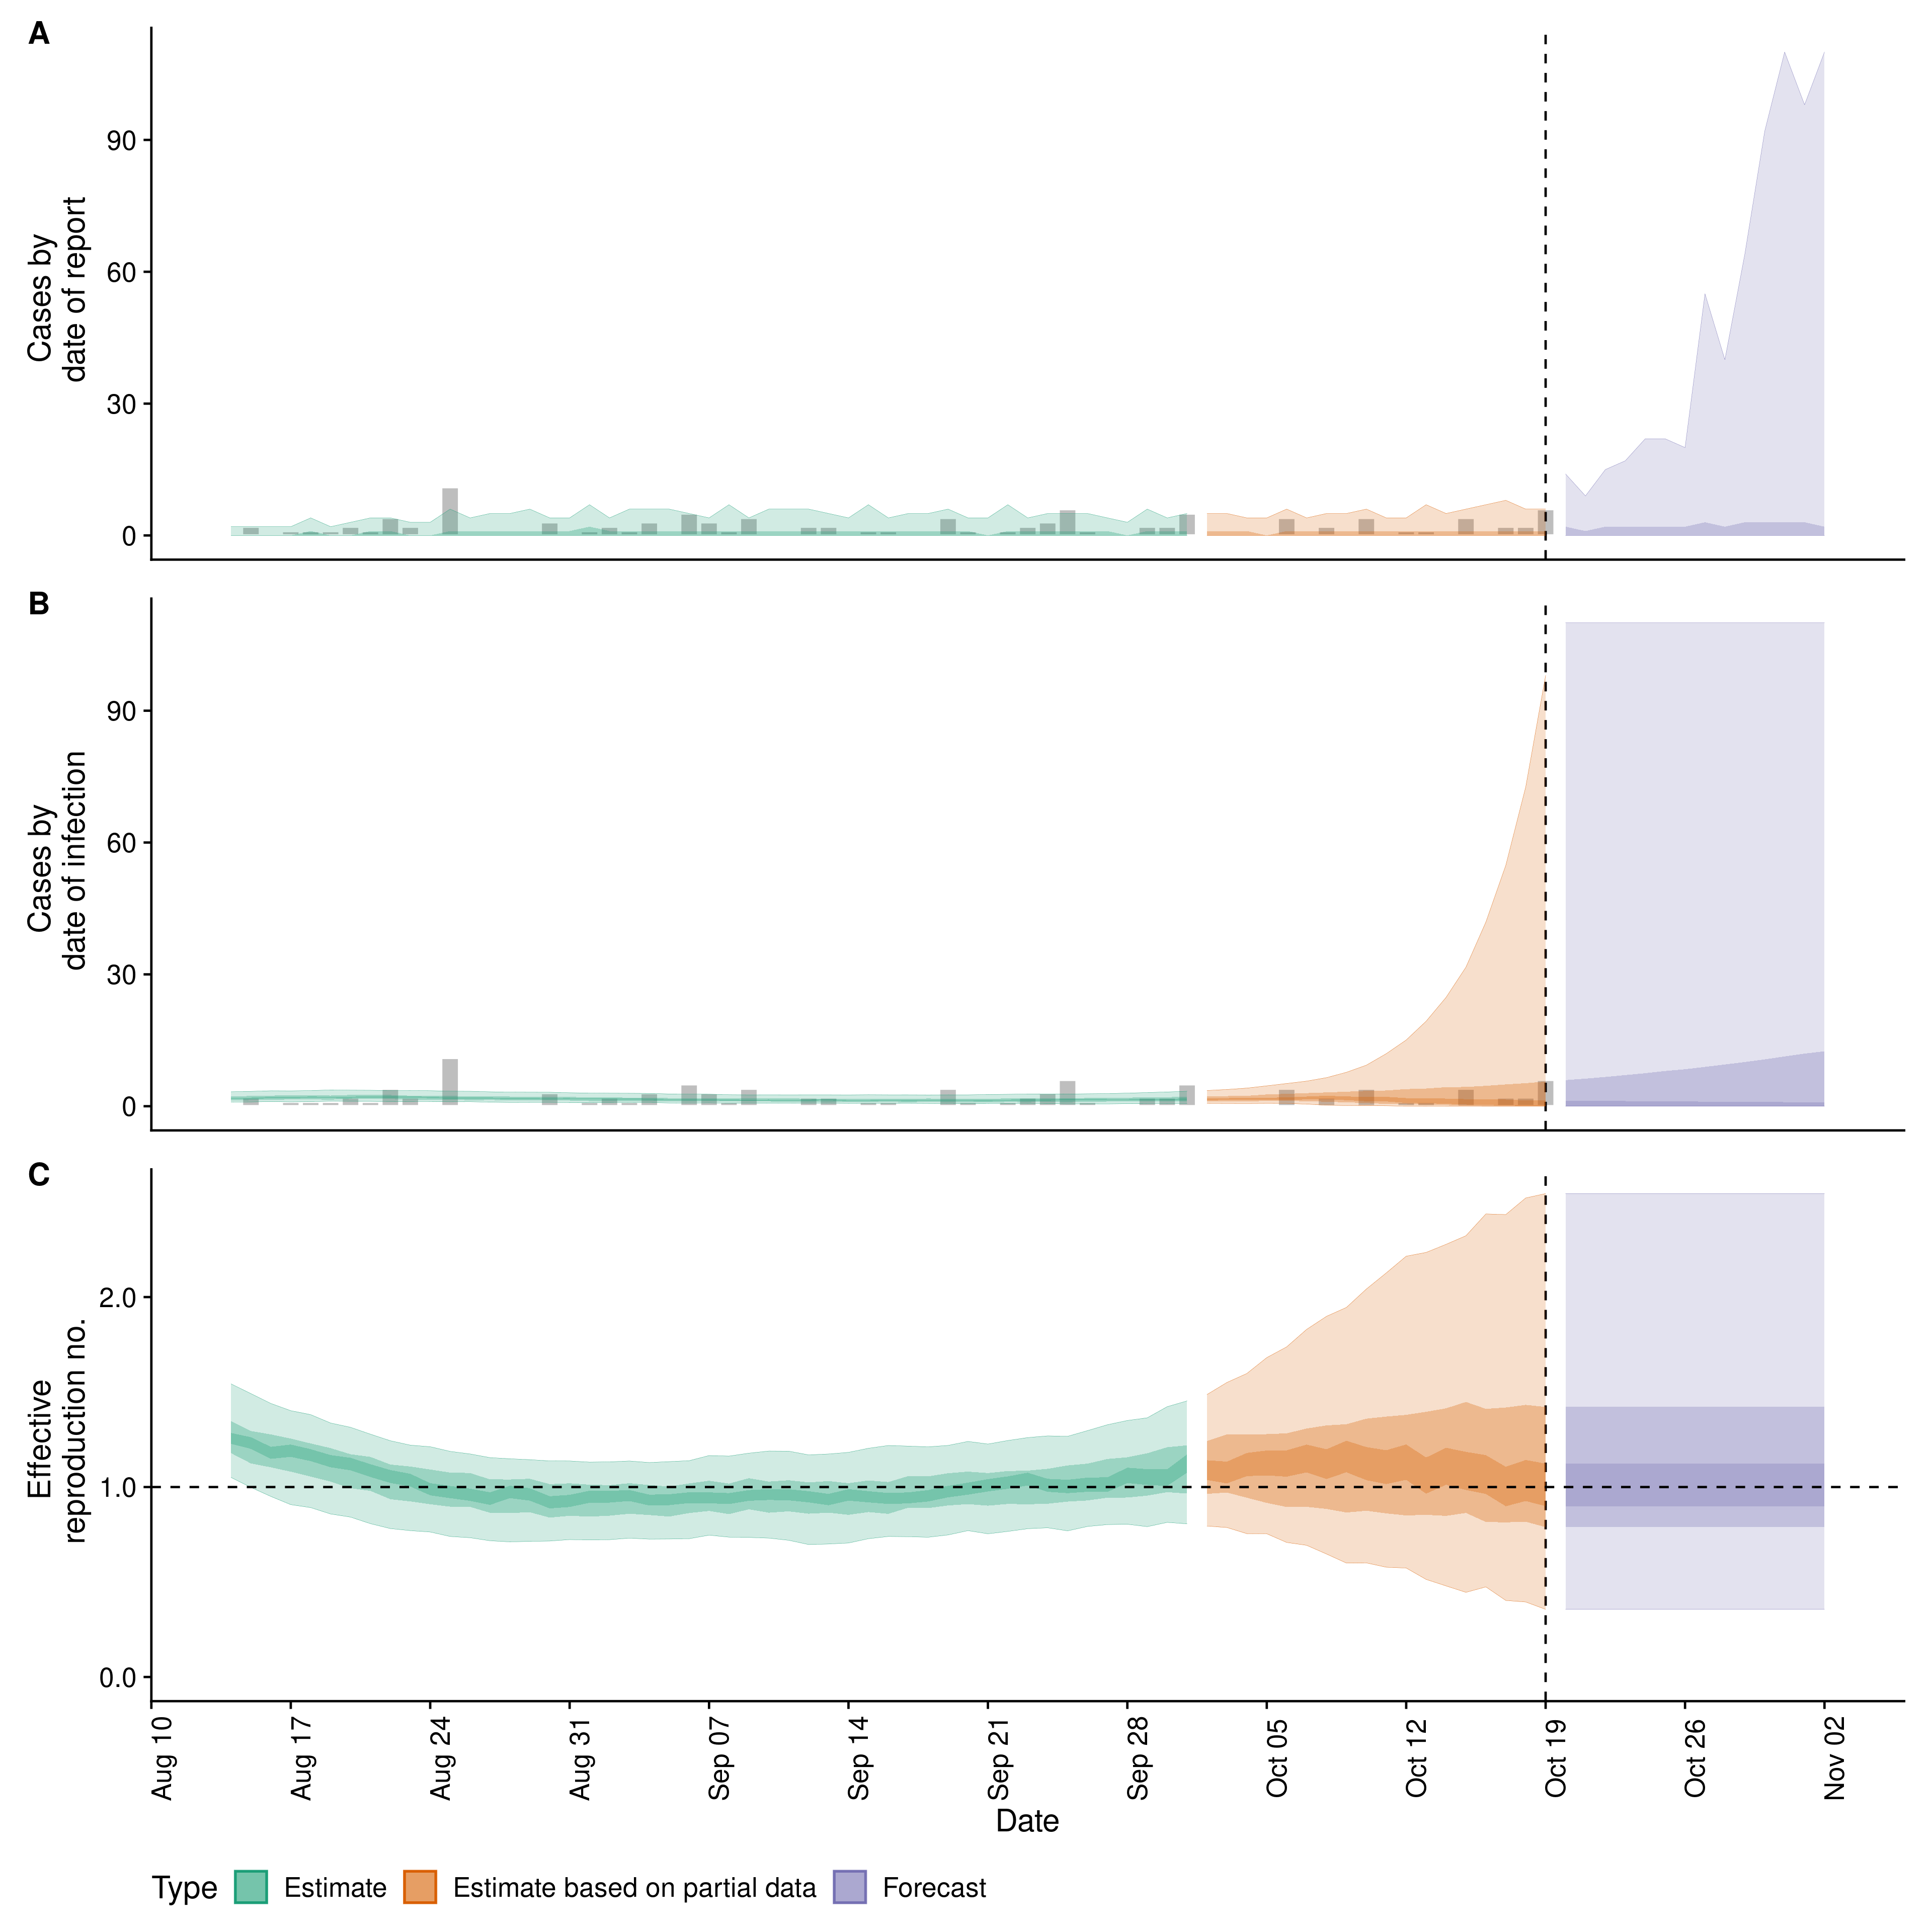 A
Cases by
date of report
90
60
30
0
B
Cases by
date of infection
90
60
30
0
C
Effective
reproduction no.
2.0
1.0
0.0
Aug 10
Aug 17
Aug 24
Aug 31
Sep 07
Sep 14
Sep 21
Sep 28
Oct 05
Oct 12
Oct 19
Oct 26
Nov 02
Date
Type Estimate Estimate based on partial data Forecast